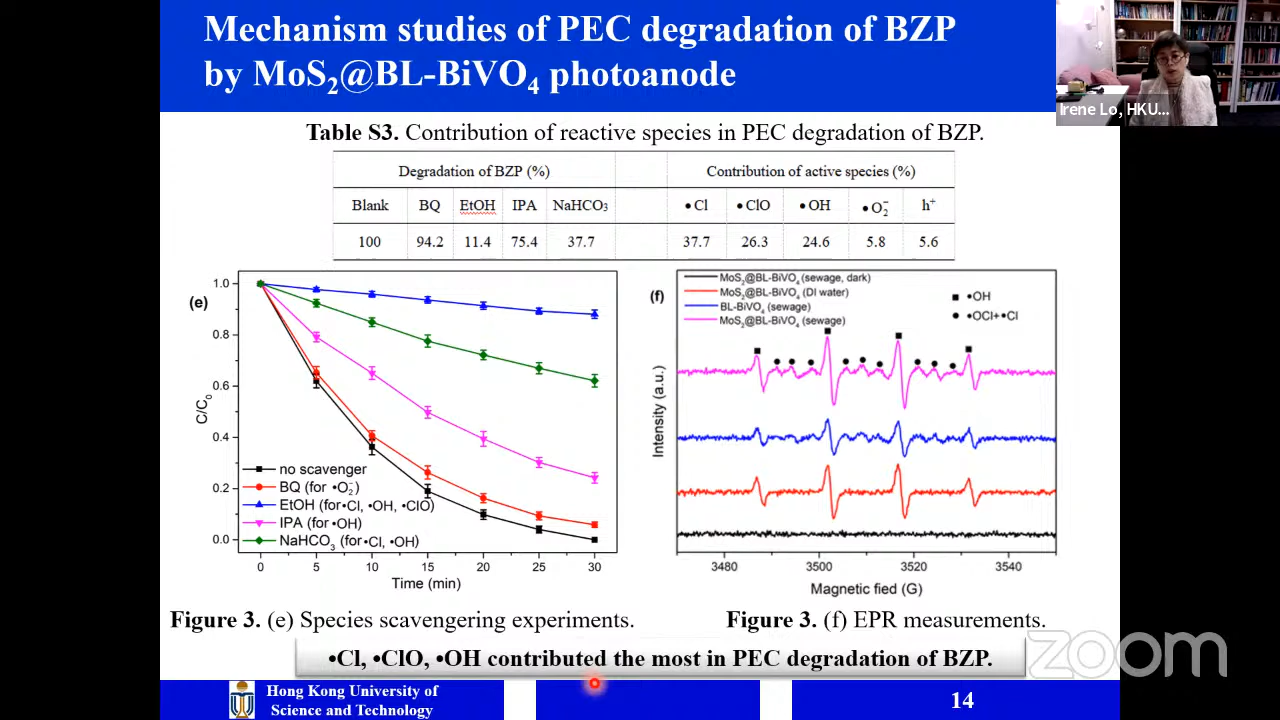 Mechanism studies of PEC degradation of BZP
by MoS₂@BL-BiVO₄ photoanode
Irene Lo, HKU...
Table S3. Contribution of reactive species in PEC degradation of BZP.
Degradation of BZP (%) Contribution of active species (%)
Blank BQ EtOH IPA NaHCO₃ •Cl •ClO •OH •O₂⁻ h⁺
100 94.2 11.4 75.4 37.7 37.7 26.3 24.6 5.8 5.6
(e)
C/C₀
1.0
0.8
0.6
0.4
0.2
0.0
no scavenger
BQ (for •O₂⁻)
EtOH (for•Cl, •OH, •ClO)
IPA (for •OH)
NaHCO₃ (for•Cl, •OH)
0 5 10 15 20 25 30
Time (min)
(f)
Intensity (a.u.)
MoS₂@BL-BiVO₄ (sewage, dark)
MoS₂@BL-BiVO₄ (DI water)
BL-BiVO₄ (sewage)
MoS₂@BL-BiVO₄ (sewage)
•OH
•OCl+•Cl
3480 3500 3520 3540
Magnetic fied (G)
Figure 3. (e) Species scavengering experiments.
Figure 3. (f) EPR measurements.
•Cl, •ClO, •OH contributed the most in PEC degradation of BZP.
zoom
Hong Kong University of
Science and Technology
14